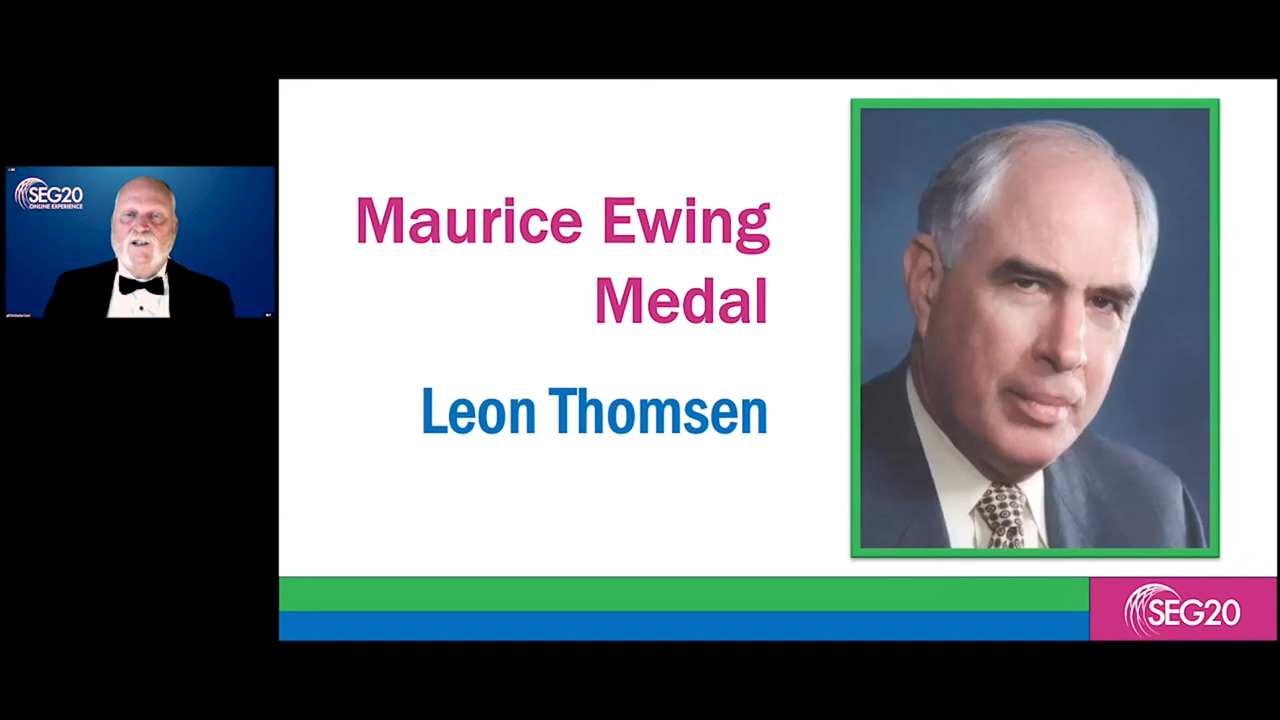 SEG20
ONLINE EXPERIENCE
Maurice Ewing
Medal
Leon Thomsen
SEG20